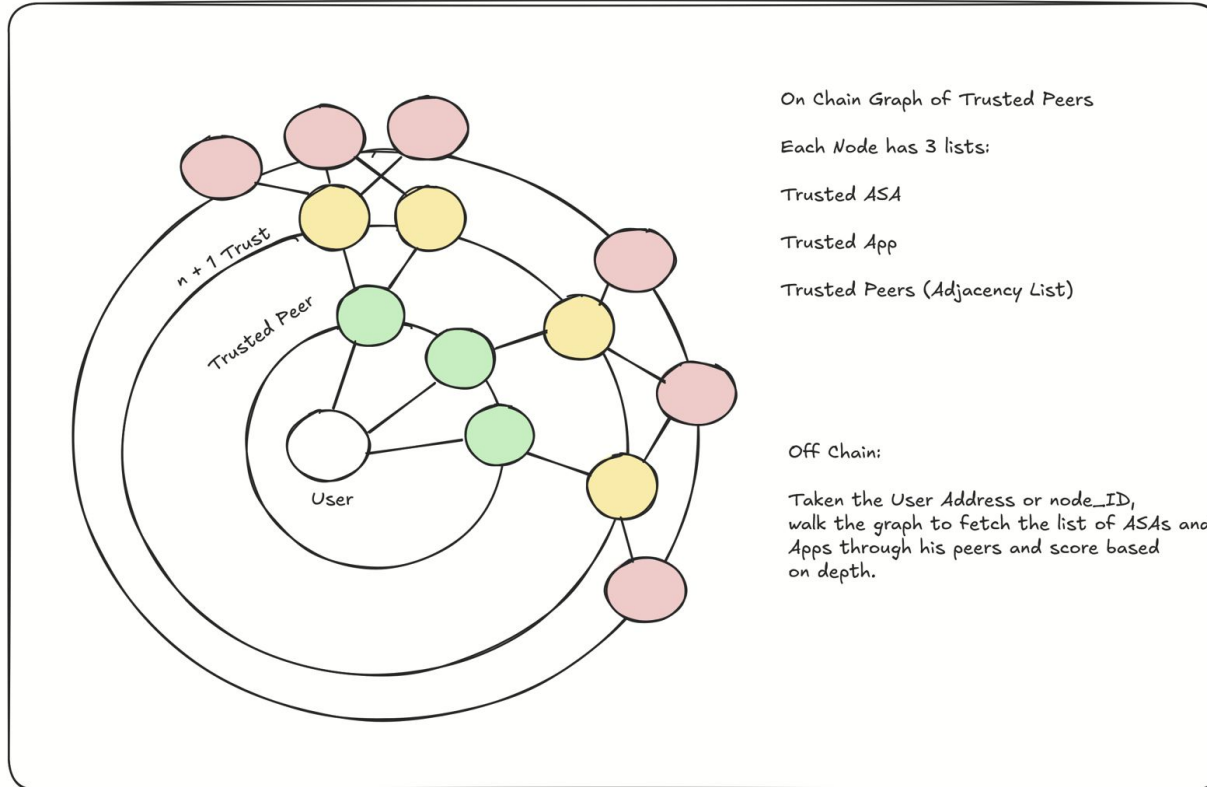 n + 1 Trust
Trusted Peer
User
On Chain Graph of Trusted Peers
Each Node has 3 lists:
Trusted ASA
Trusted App
Trusted Peers (Adjacency List)
Off Chain:
Taken the User Address or node_ID,
walk the graph to fetch the list of ASAs and
Apps through his peers and score based
on depth.